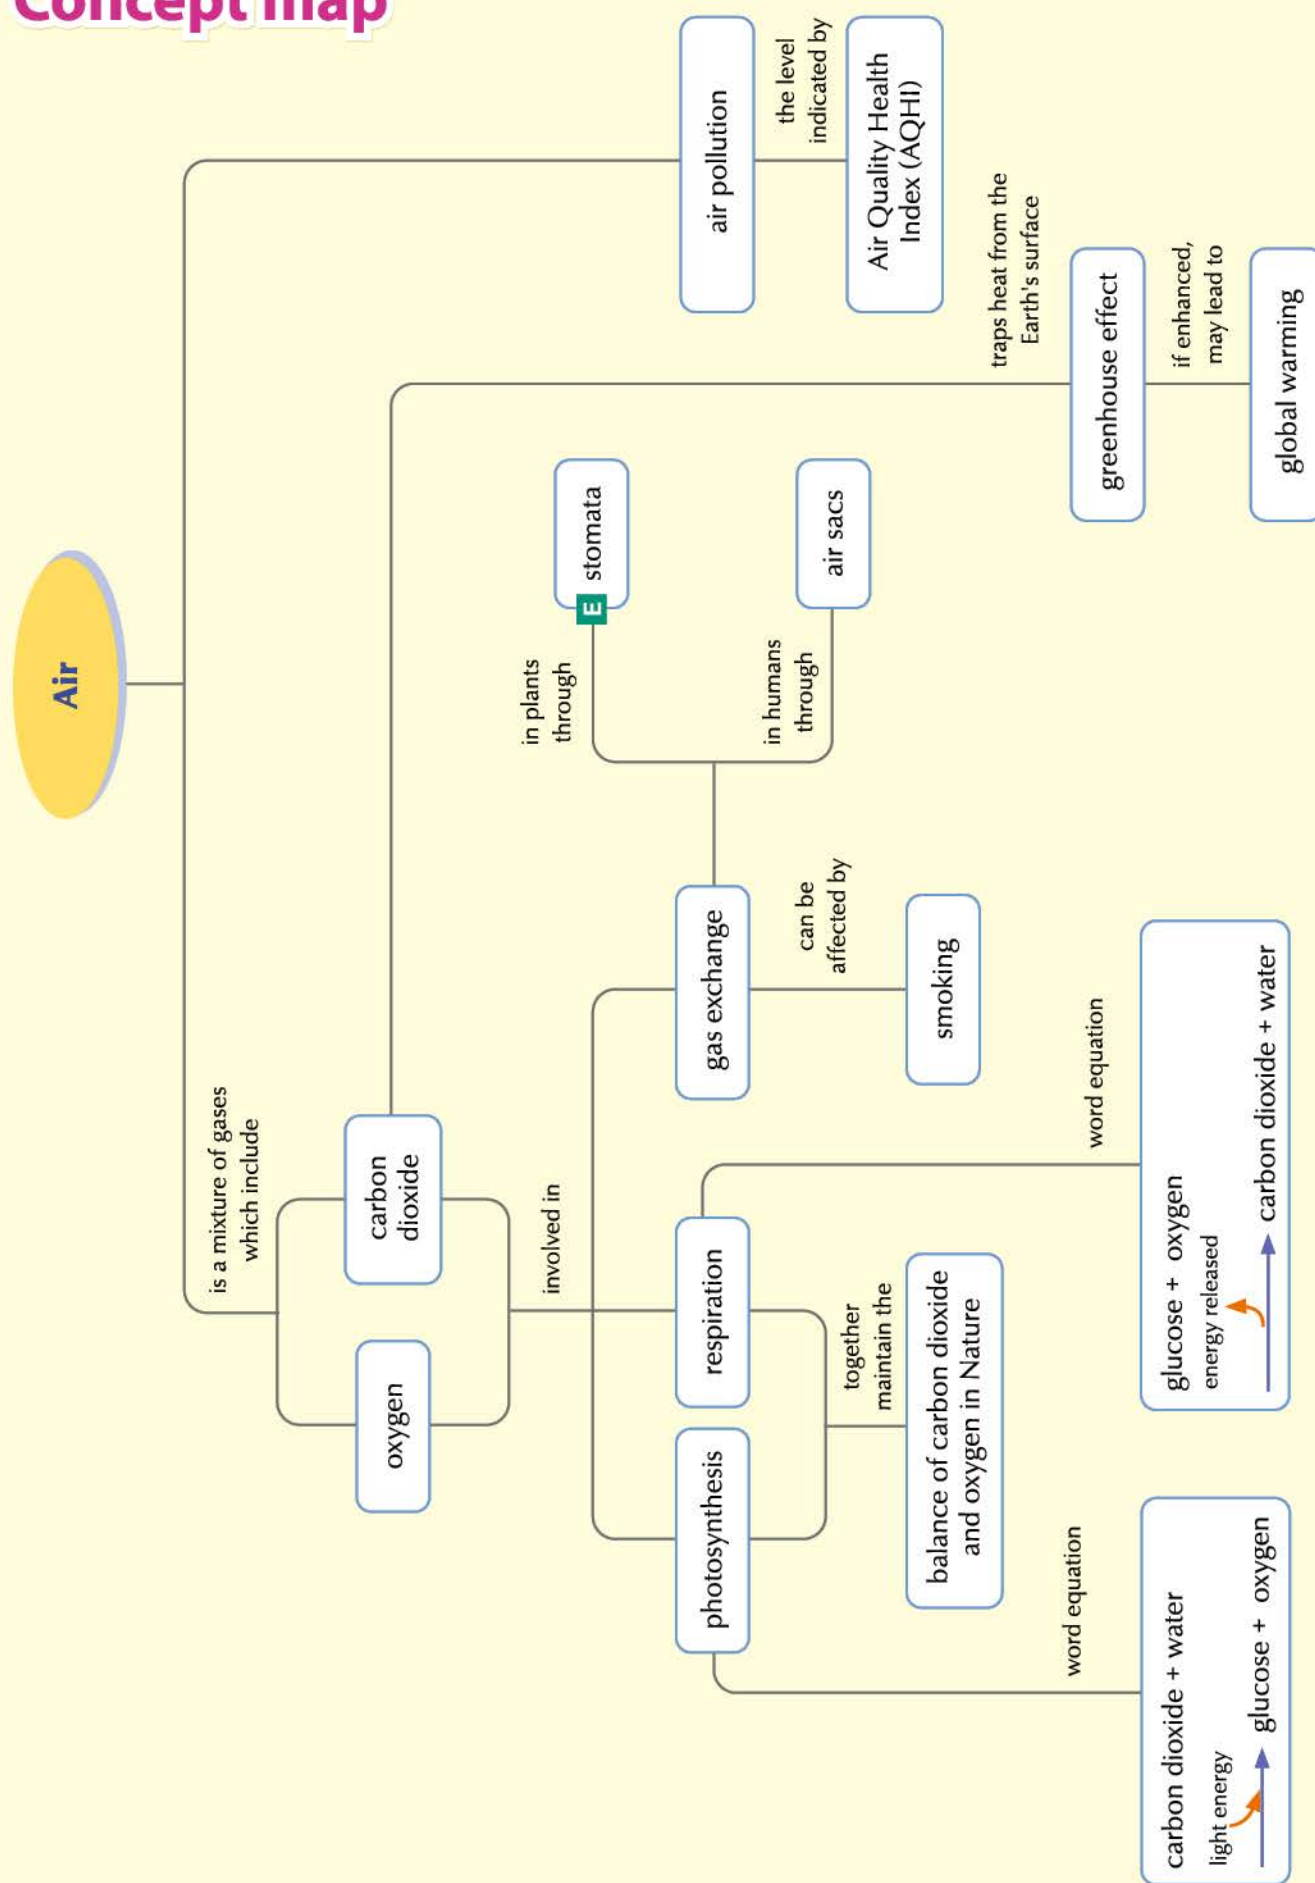 Concept map
Air
is a mixture of gases
which include
oxygen
carbon
dioxide
involved in
photosynthesis
respiration
gas exchange
in plants
through
E
stomata
in humans
through
air sacs
can be
affected by
smoking
together
maintain the
balance of carbon dioxide
and oxygen in Nature
word equation
carbon dioxide + water
light energy
glucose + oxygen
word equation
glucose + oxygen
energy released
carbon dioxide + water
air pollution
the level
indicated by
Air Quality Health
Index (AQHI)
traps heat from the
Earth's surface
greenhouse effect
if enhanced,
may lead to
global warming